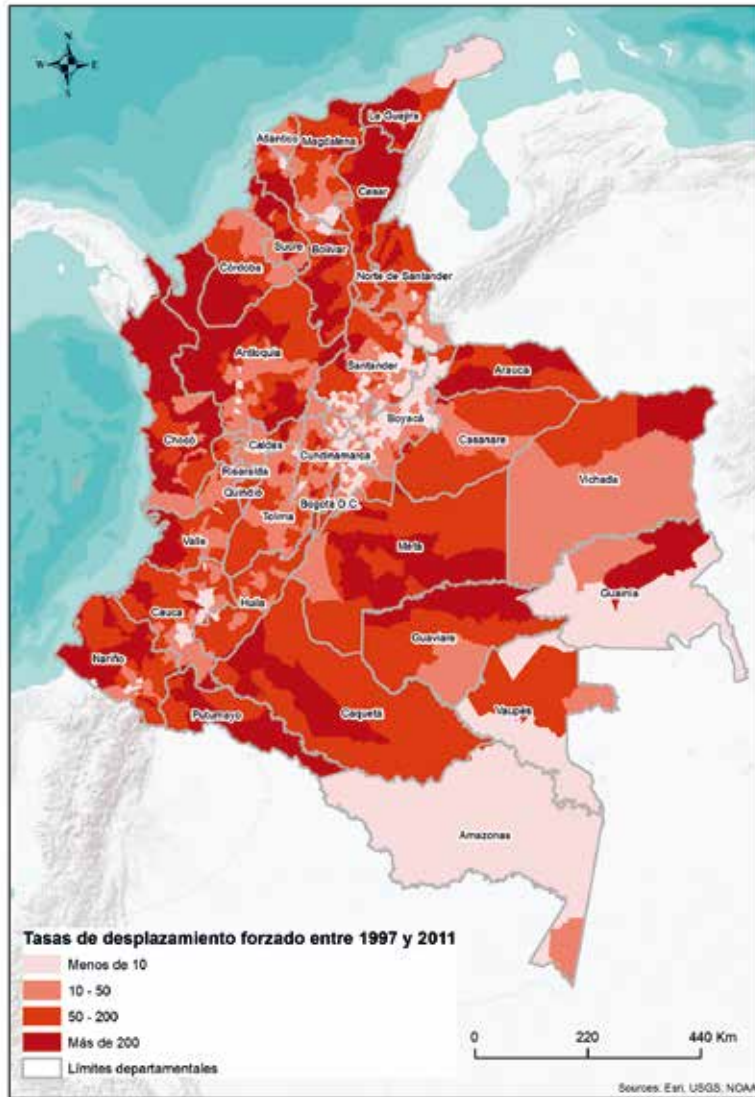 N
W E
S
La Guajira
Atlántico
Magdalena
Cesar
Sucre
Bolívar
Córdoba
Norte de Santander
Antioquia
Santander
Arauca
Boyacá
Chocó
Caldas
Casanare
Cundinamarca
Risaralda
Vichada
Quindio
Bogotá D.C.
Tolima
Valle
Meta
Guainía
Cauca
Huila
Guaviare
Nariño
Putumayo
Caquetá
Vaupés
Amazonas
Tasas de desplazamiento forzado entre 1997 y 2011
Menos de 10
10 - 50
50 - 200
Más de 200
Límites departamentales
0 220 440 Km
Sources: Esri, USGS, NOAA